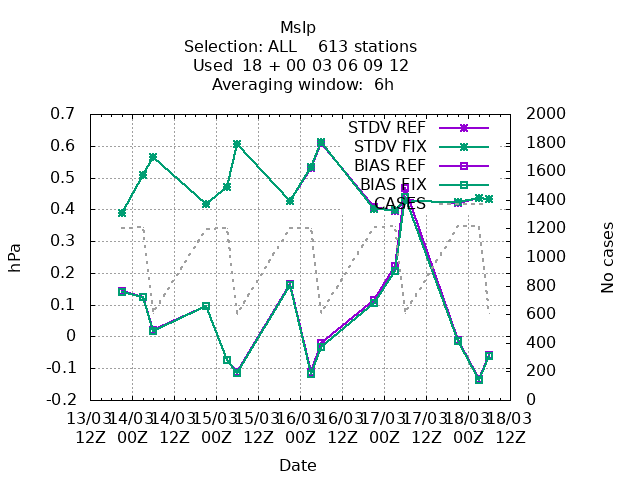 Mslp
Selection: ALL    613 stations
Used  18 + 00 03 06 09 12
Averaging window:  6h
STDV REF
STDV FIX
BIAS REF
BIAS FIX
CASES
hPa
0.7
0.6
0.5
0.4
0.3
0.2
0.1
0
-0.1
-0.2
No cases
2000
1800
1600
1400
1200
1000
800
600
400
200
0
13/03 14/03 14/03 15/03 15/03 16/03 16/03 17/03 17/03 18/03 18/03
12Z 00Z 12Z 00Z 12Z 00Z 12Z 00Z 12Z 00Z 12Z
Date